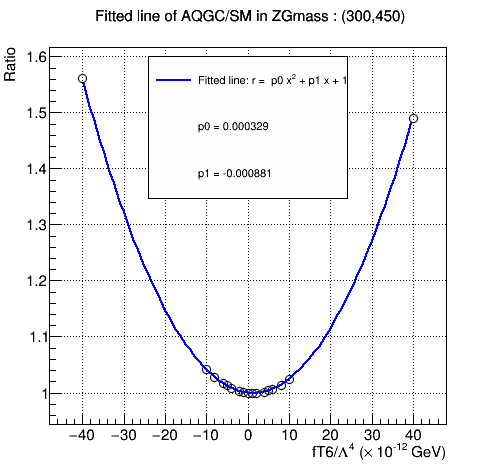 Fitted line of AQGC/SM in ZGmass : (300,450)
Ratio
1.6
1.5
1.4
1.3
1.2
1.1
1
Fitted line: r = p0 x² + p1 x + 1
p0 = 0.000329
p1 = -0.000881
−40 −30 −20 −10 0 10 20 30 40
fT6/Λ⁴ (× 10⁻¹² GeV)